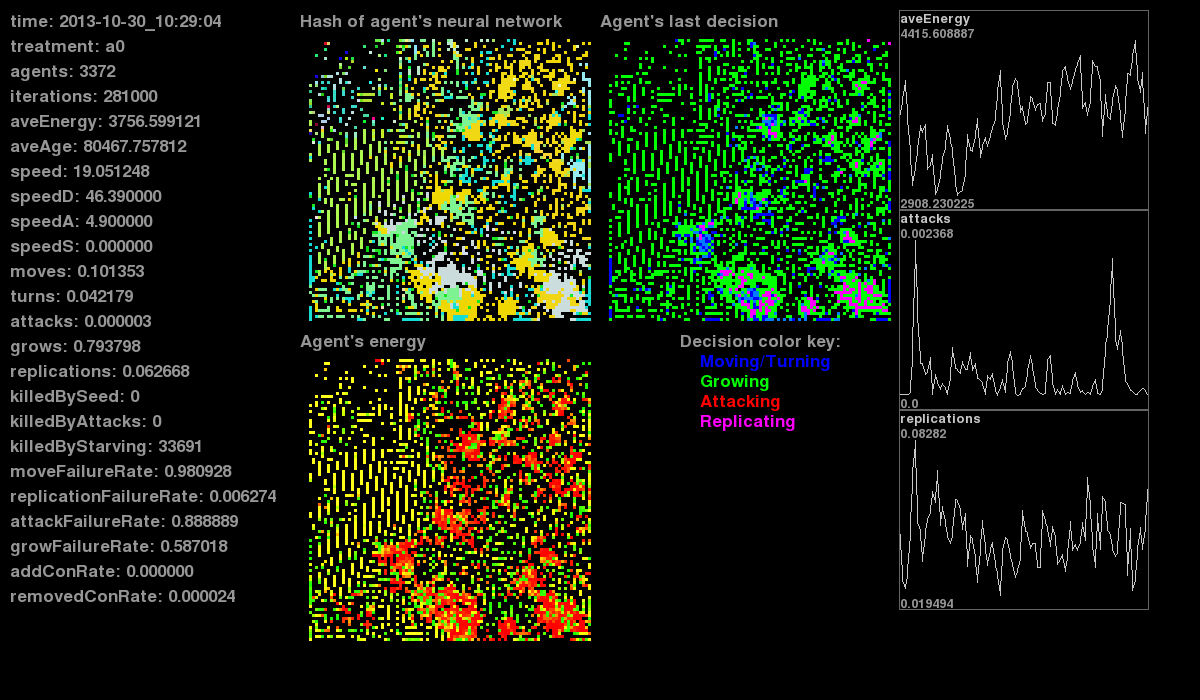 time: 2013-10-30_10:29:04
treatment: a0
agents: 3372
iterations: 281000
aveEnergy: 3756.599121
aveAge: 80467.757812
speed: 19.051248
speedD: 46.390000
speedA: 4.900000
speedS: 0.000000
moves: 0.101353
turns: 0.042179
attacks: 0.000003
grows: 0.793798
replications: 0.062668
killedBySeed: 0
killedByAttacks: 0
killedByStarving: 33691
moveFailureRate: 0.980928
replicationFailureRate: 0.006274
attackFailureRate: 0.888889
growFailureRate: 0.587018
addConRate: 0.000000
removedConRate: 0.000024
Hash of agent's neural network
Agent's last decision
Agent's energy
Decision color key:
Moving/Turning
Growing
Attacking
Replicating
aveEnergy
4415.608887
2908.230225
attacks
0.002368
0.0
replications
0.08282
0.019494